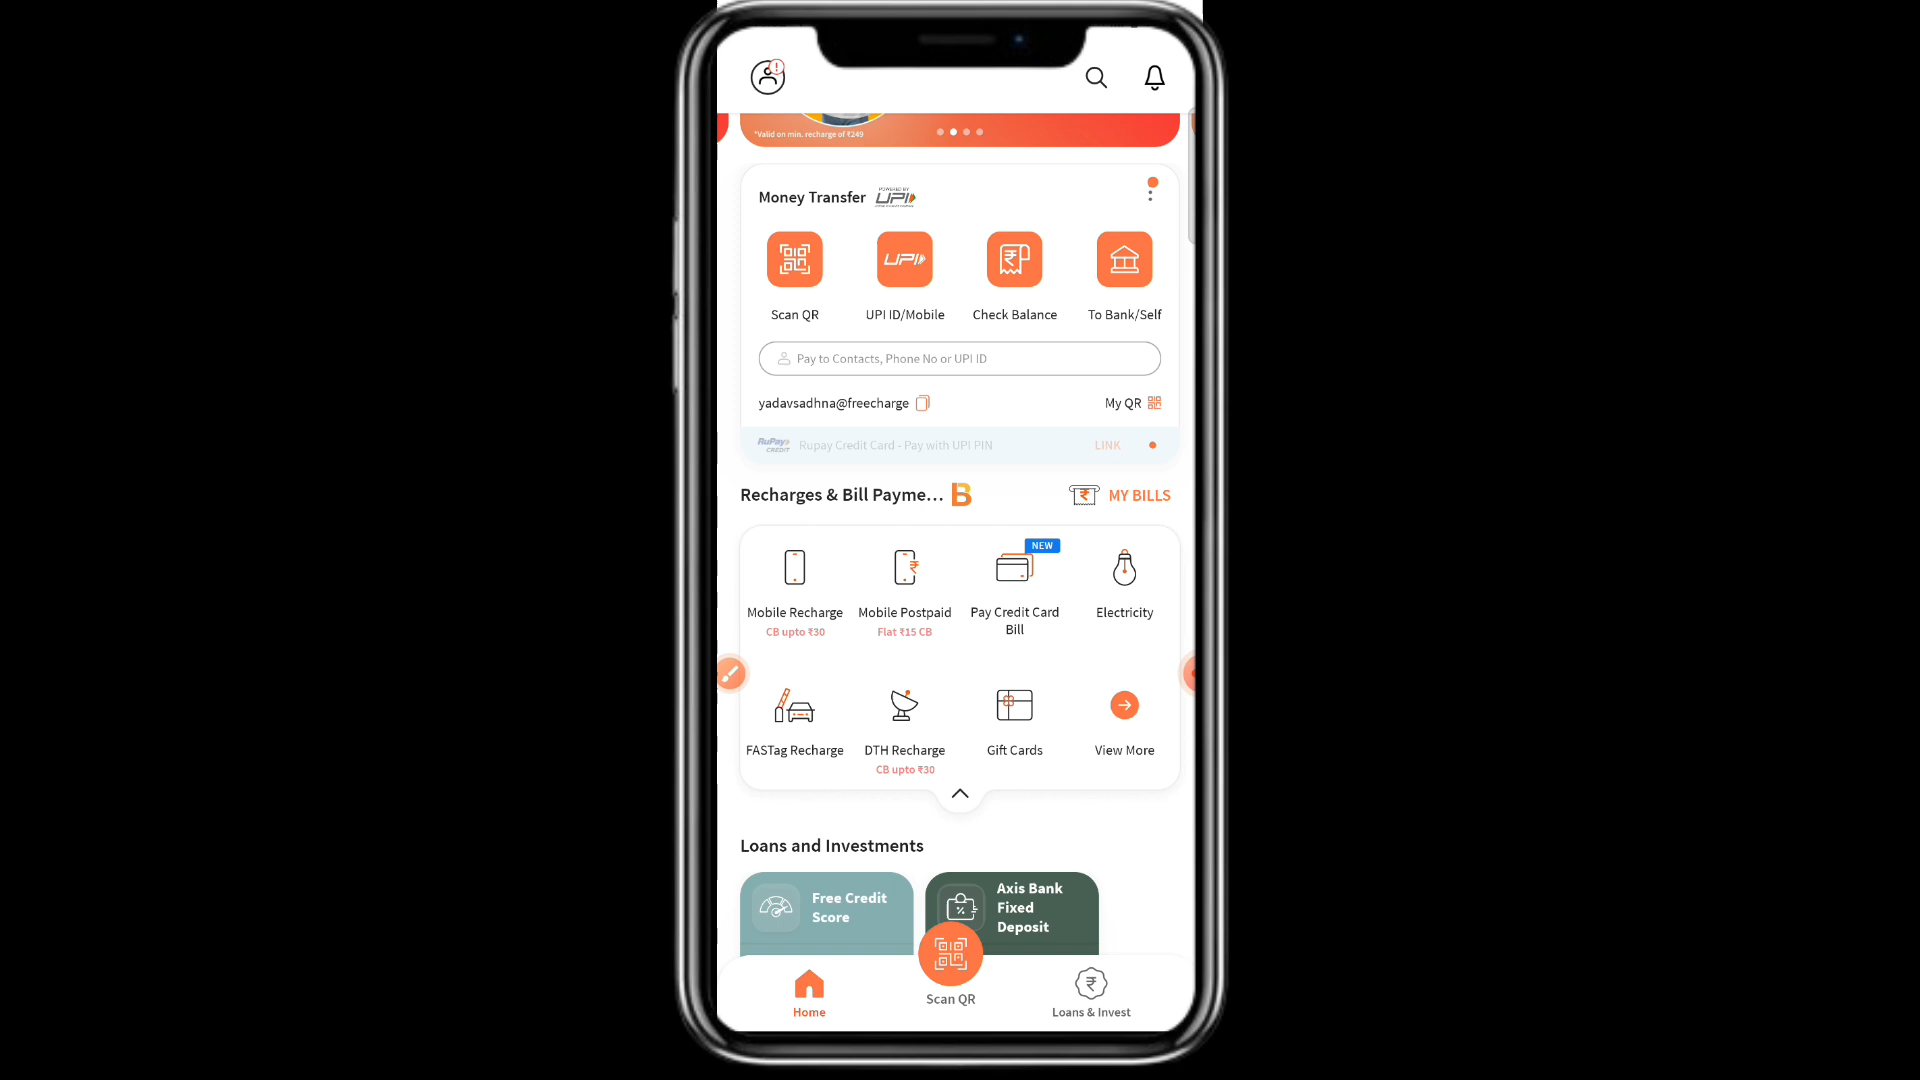 *Valid on min. recharge of ₹249
Money Transfer POWERED BY UPI
UPI
Scan QR UPI ID/Mobile Check Balance To Bank/Self
Pay to Contacts, Phone No or UPI ID
yadavsadhna@freecharge My QR
RuPay CREDIT Rupay Credit Card - Pay with UPI PIN LINK
Recharges & Bill Payme... B MY BILLS
NEW
Mobile Recharge Mobile Postpaid Pay Credit Card Bill Electricity
CB upto ₹30 Flat ₹15 CB
FASTag Recharge DTH Recharge Gift Cards View More
CB upto ₹30
Loans and Investments
Free Credit Score
Axis Bank Fixed Deposit
Home Scan QR Loans & Invest